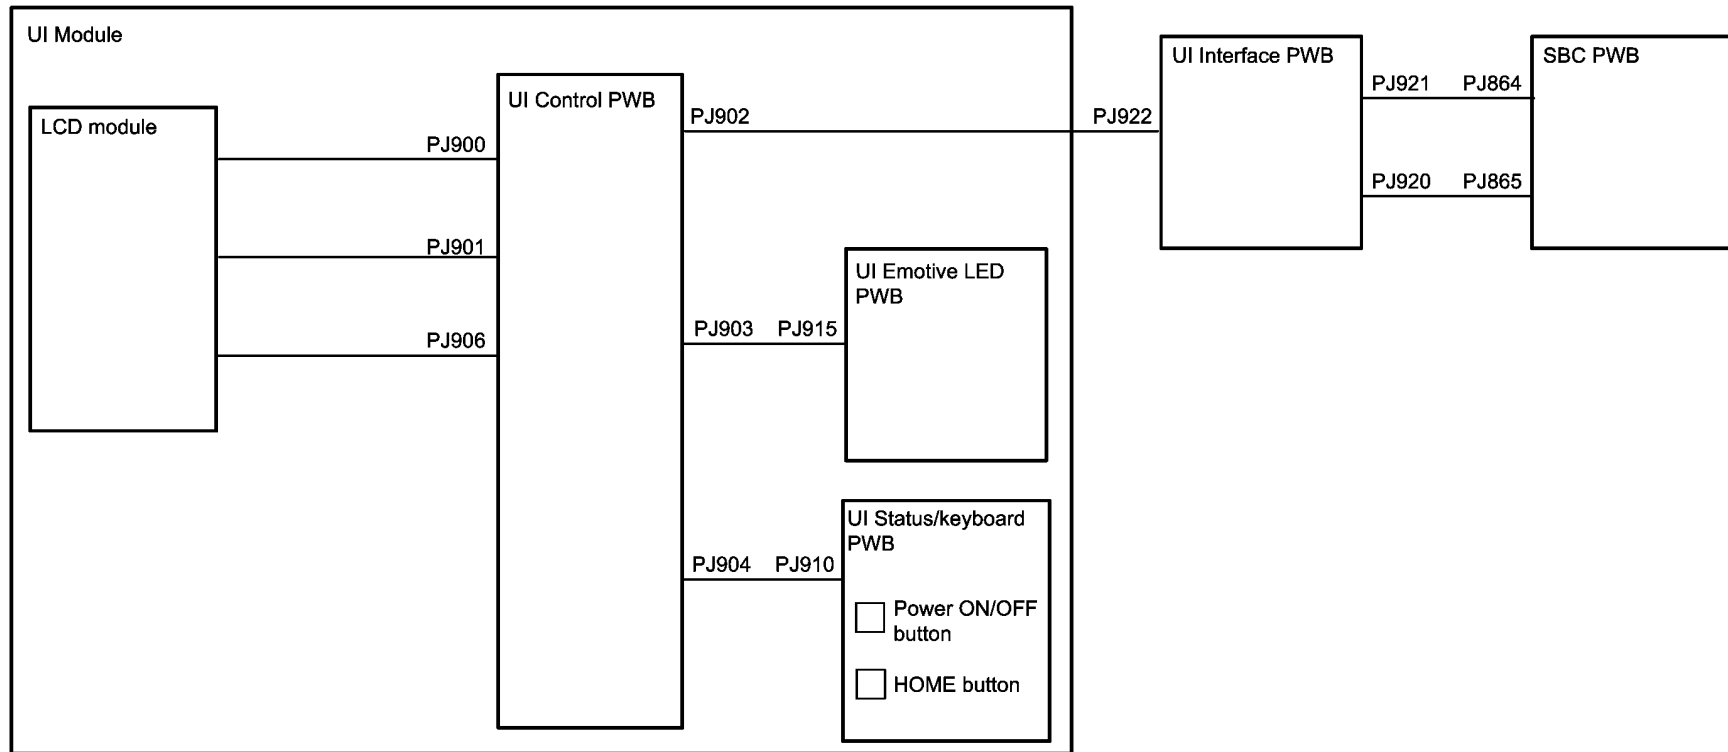 UI Module
LCD module
PJ900
PJ901
PJ906
UI Control PWB
PJ902
PJ922
PJ903 PJ915
UI Emotive LED
PWB
PJ904 PJ910
UI Status/keyboard
PWB
Power ON/OFF
button
HOME button
UI Interface PWB
PJ921 PJ864
PJ920 PJ865
SBC PWB